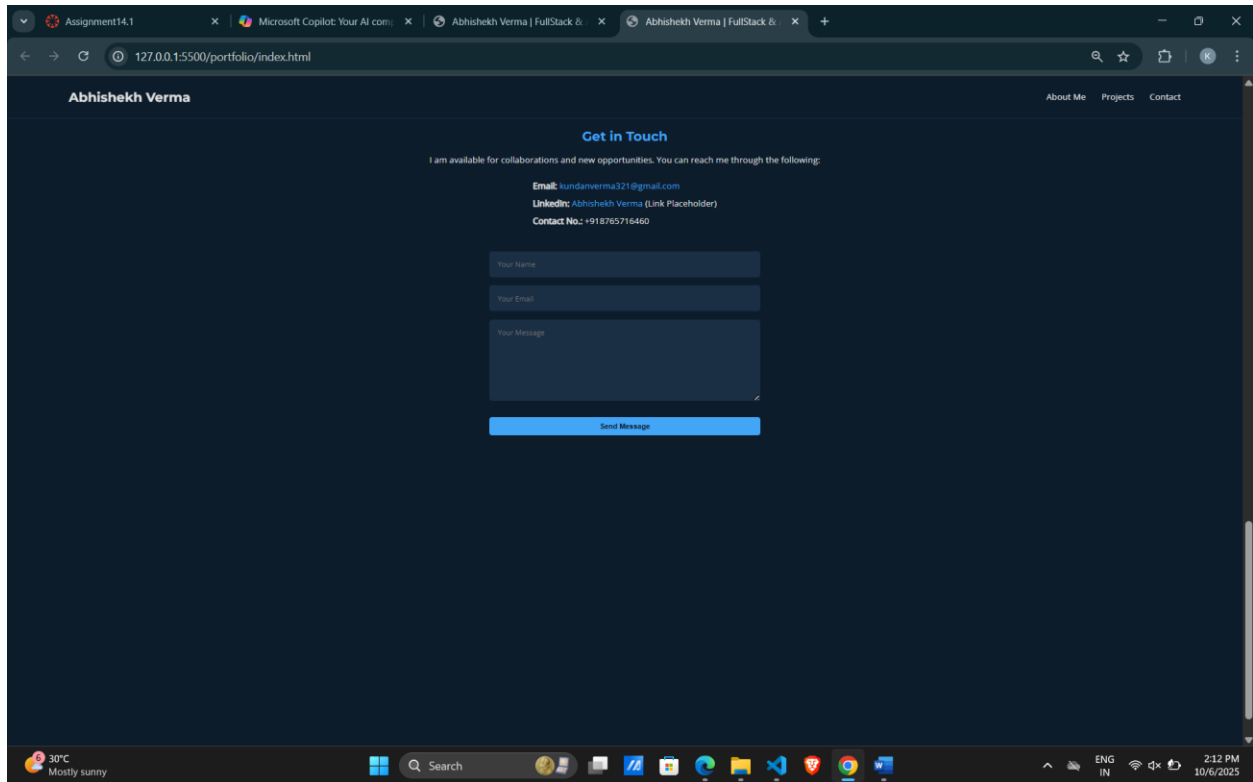 Assignment14.1
Microsoft Copilot: Your AI comp
Abhishekh Verma | FullStack &
Abhishekh Verma | FullStack &
127.0.0.1:5500/portfolio/index.html
K
Abhishekh Verma
About Me Projects Contact
Get in Touch
I am available for collaborations and new opportunities. You can reach me through the following:
Email: kundanverma321@gmail.com
LinkedIn: Abhishekh Verma (Link Placeholder)
Contact No.: +918765716460
Your Name
Your Email
Your Message
Send Message
6
30°C
Mostly sunny
Search
ENG
IN
2:12 PM
10/6/2025